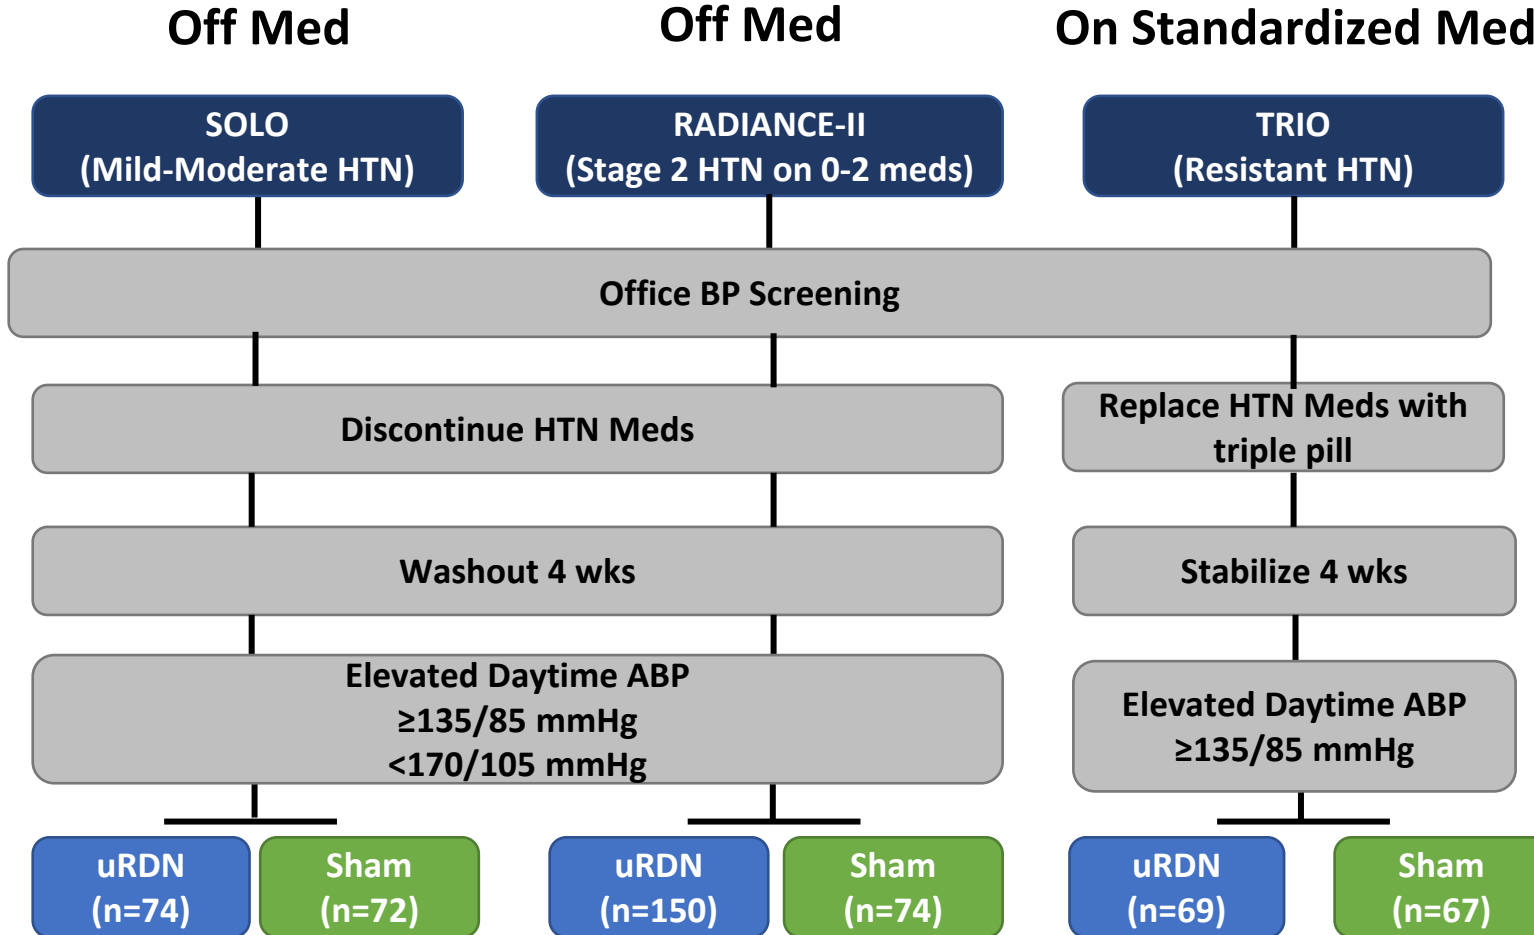 Off Med
Off Med
On Standardized Med
SOLO
(Mild-Moderate HTN)
RADIANCE-II
(Stage 2 HTN on 0-2 meds)
TRIO
(Resistant HTN)
Office BP Screening
Discontinue HTN Meds
Replace HTN Meds with
triple pill
Washout 4 wks
Stabilize 4 wks
Elevated Daytime ABP
≥135/85 mmHg
<170/105 mmHg
Elevated Daytime ABP
≥135/85 mmHg
uRDN
(n=74)
Sham
(n=72)
uRDN
(n=150)
Sham
(n=74)
uRDN
(n=69)
Sham
(n=67)